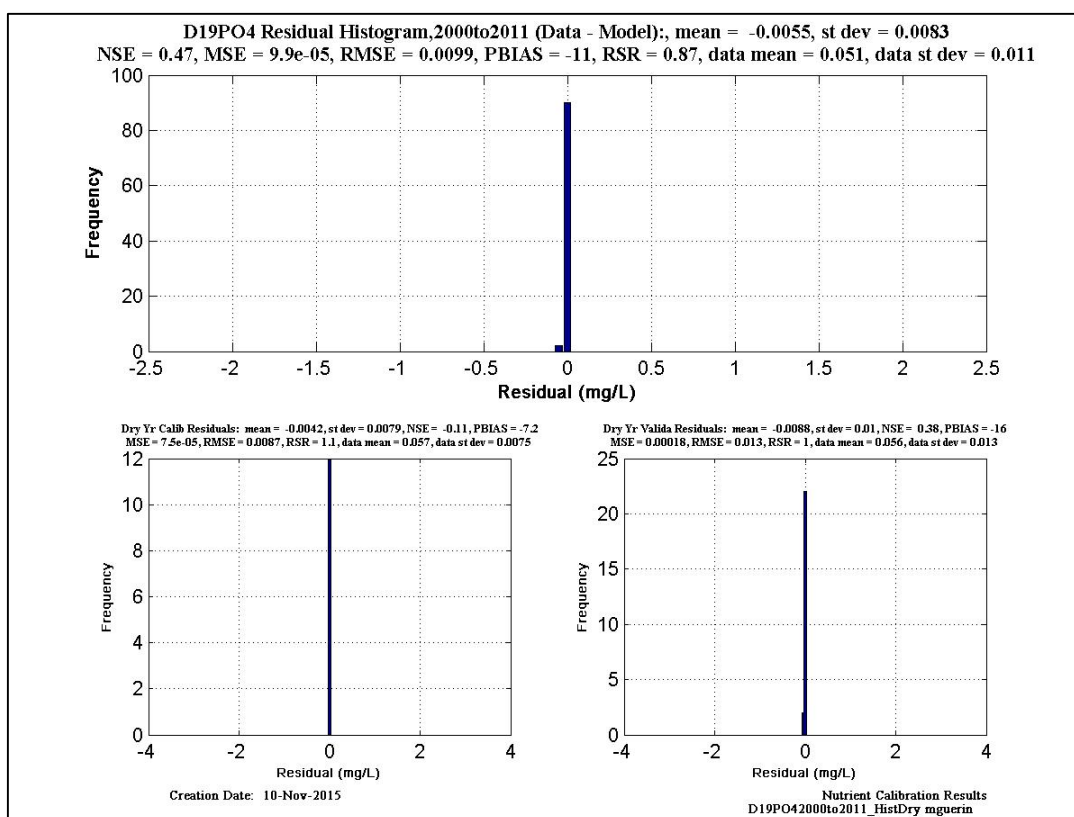 D19PO4 Residual Histogram,2000to2011 (Data - Model):, mean = -0.0055, st dev = 0.0083
NSE = 0.47, MSE = 9.9e-05, RMSE = 0.0099, PBIAS = -11, RSR = 0.87, data mean = 0.051, data st dev = 0.011
100
80
60
40
20
0
Frequency
-2.5 -2 -1.5 -1 -0.5 0 0.5 1 1.5 2 2.5
Residual (mg/L)
Dry Yr Calib Residuals: mean = -0.0042, st dev = 0.0079, NSE = -0.11, PBIAS = -7.2
MSE = 7.5e-05, RMSE = 0.0087, RSR = 1.1, data mean = 0.057, data st dev = 0.0075
12
10
8
6
4
2
0
Frequency
-4 -2 0 2 4
Residual (mg/L)
Dry Yr Valida Residuals: mean = -0.0088, st dev = 0.01, NSE = 0.38, PBIAS = -16
MSE = 0.00018, RMSE = 0.013, RSR = 1, data mean = 0.056, data st dev = 0.013
25
20
15
10
5
0
Frequency
-4 -2 0 2 4
Residual (mg/L)
Creation Date: 10-Nov-2015
Nutrient Calibration Results
D19PO42000to2011_HistDry mguerin